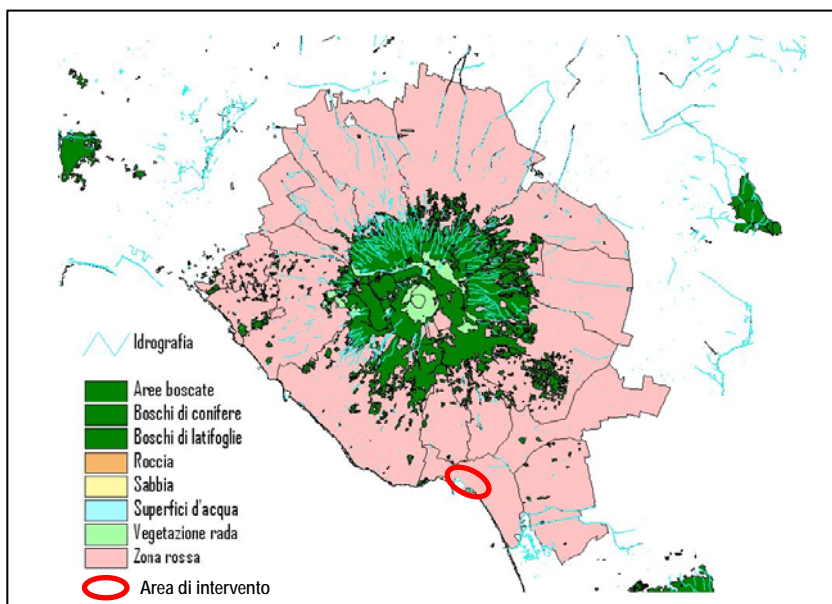 Idrografia
Aree boscate
Boschi di conifere
Boschi di latifoglie
Roccia
Sabbia
Superfici d'acqua
Vegetazione rada
Zona rossa
Area di intervento